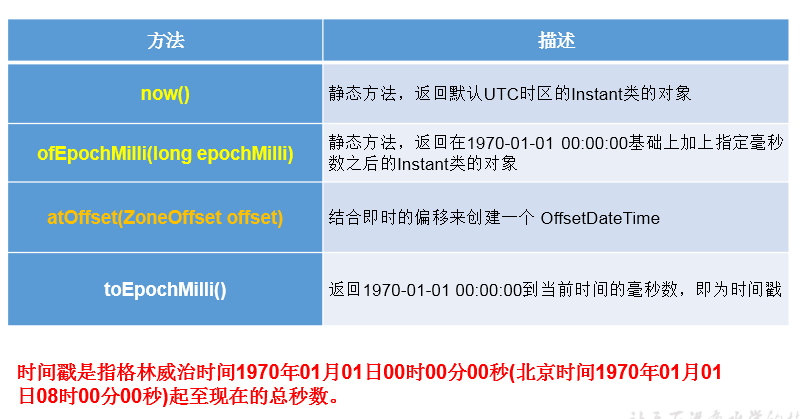 方法 描述
now() 静态方法，返回默认UTC时区的Instant类的对象
ofEpochMilli(long epochMilli) 静态方法，返回在1970-01-01 00:00:00基础上加上指定毫秒
数之后的Instant类的对象
atOffset(ZoneOffset offset) 结合即时的偏移来创建一个 OffsetDateTime
toEpochMilli() 返回1970-01-01 00:00:00到当前时间的毫秒数，即为时间戳
时间戳是指格林威治时间1970年01月01日00时00分00秒(北京时间1970年01月01
日08时00分00秒)起至现在的总秒数。